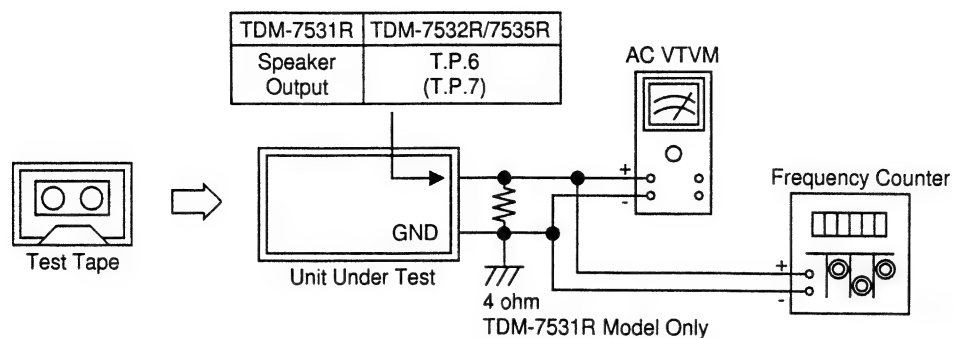 TDM-7531R TDM-7532R/7535R
Speaker Output T.P.6 (T.P.7)
AC VTVM
+
-
Frequency Counter
+
-
GND
Test Tape
Unit Under Test
4 ohm
TDM-7531R Model Only